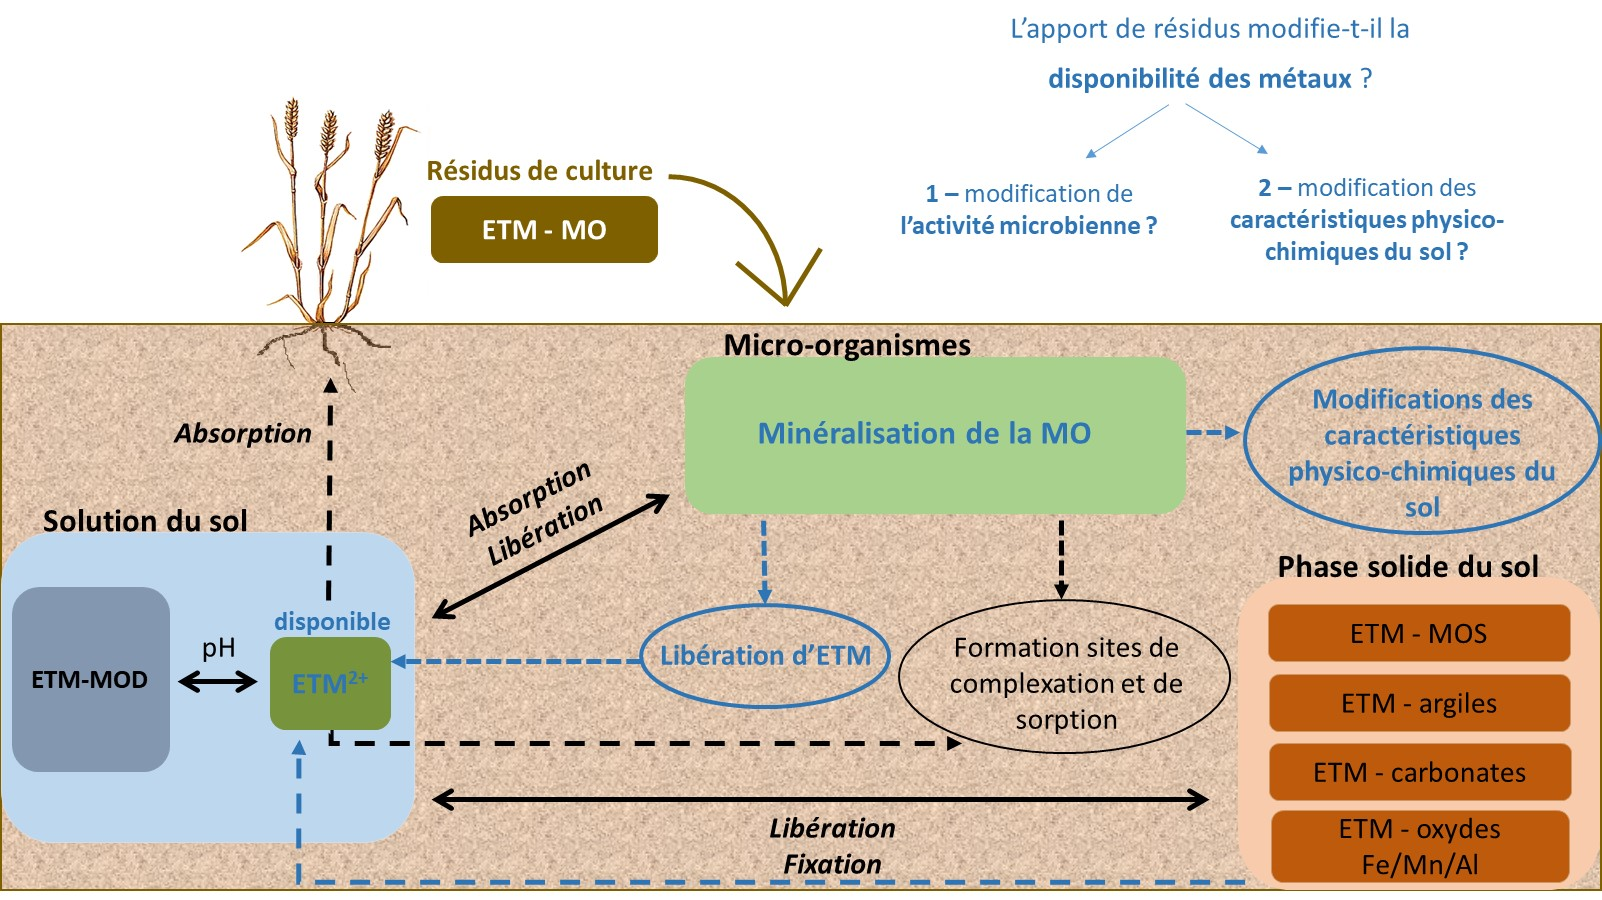 L'apport de résidus modifie-t-il la
disponibilité des métaux ?
1 – modification de
l'activité microbienne ?
2 – modification des
caractéristiques physico-
chimiques du sol ?
Résidus de culture
ETM - MO
Micro-organismes
Minéralisation de la MO
Modifications des
caractéristiques
physico-chimiques du
sol
Absorption
Absorption
Libération
Solution du sol
ETM-MOD
pH
disponible
ETM²⁺
Libération d'ETM
Formation sites de
complexation et de
sorption
Phase solide du sol
ETM - MOS
ETM - argiles
ETM - carbonates
ETM - oxydes
Fe/Mn/Al
Libération
Fixation